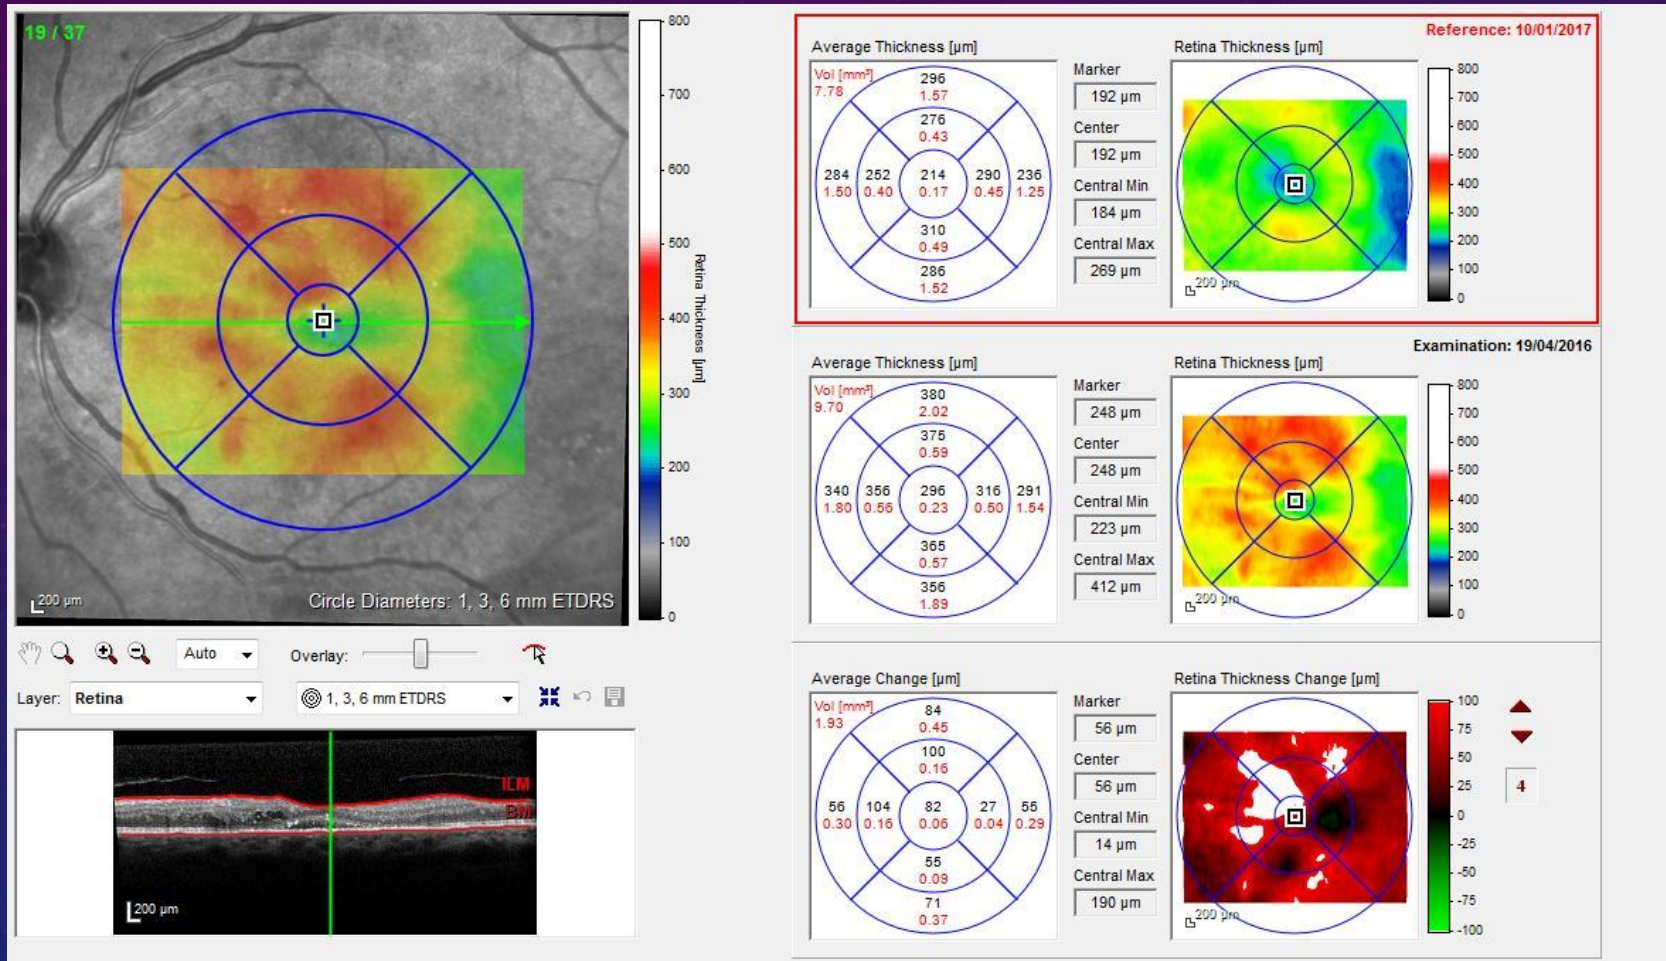 19 / 37
800
700
600
500
400
300
200
100
0
Retina Thickness [µm]
200 µm
Circle Diameters: 1, 3, 6 mm ETDRS
Auto
Overlay:
Layer: Retina
1, 3, 6 mm ETDRS
ILM
BM
200 µm
Reference: 10/01/2017
Average Thickness [µm]
Vol [mm³]
7.78
296
1.57
276
0.43
284 252 214 290 236
1.50 0.40 0.17 0.45 1.25
310
0.49
286
1.52
Marker
192 µm
Center
192 µm
Central Min
184 µm
Central Max
269 µm
Retina Thickness [µm]
200 µm
800
700
600
500
400
300
200
100
0
Examination: 19/04/2016
Average Thickness [µm]
Vol [mm³]
9.70
380
2.02
375
0.59
340 356 296 316 291
1.80 0.56 0.23 0.50 1.54
365
0.57
356
1.89
Marker
248 µm
Center
248 µm
Central Min
223 µm
Central Max
412 µm
Retina Thickness [µm]
200 µm
800
700
600
500
400
300
200
100
0
Average Change [µm]
Vol [mm³]
1.93
84
0.45
100
0.16
56 104 82 27 55
0.30 0.16 0.06 0.04 0.29
55
0.09
71
0.37
Marker
56 µm
Center
56 µm
Central Min
14 µm
Central Max
190 µm
Retina Thickness Change [µm]
200 µm
100
75
50
25
0
-25
-50
-75
-100
4